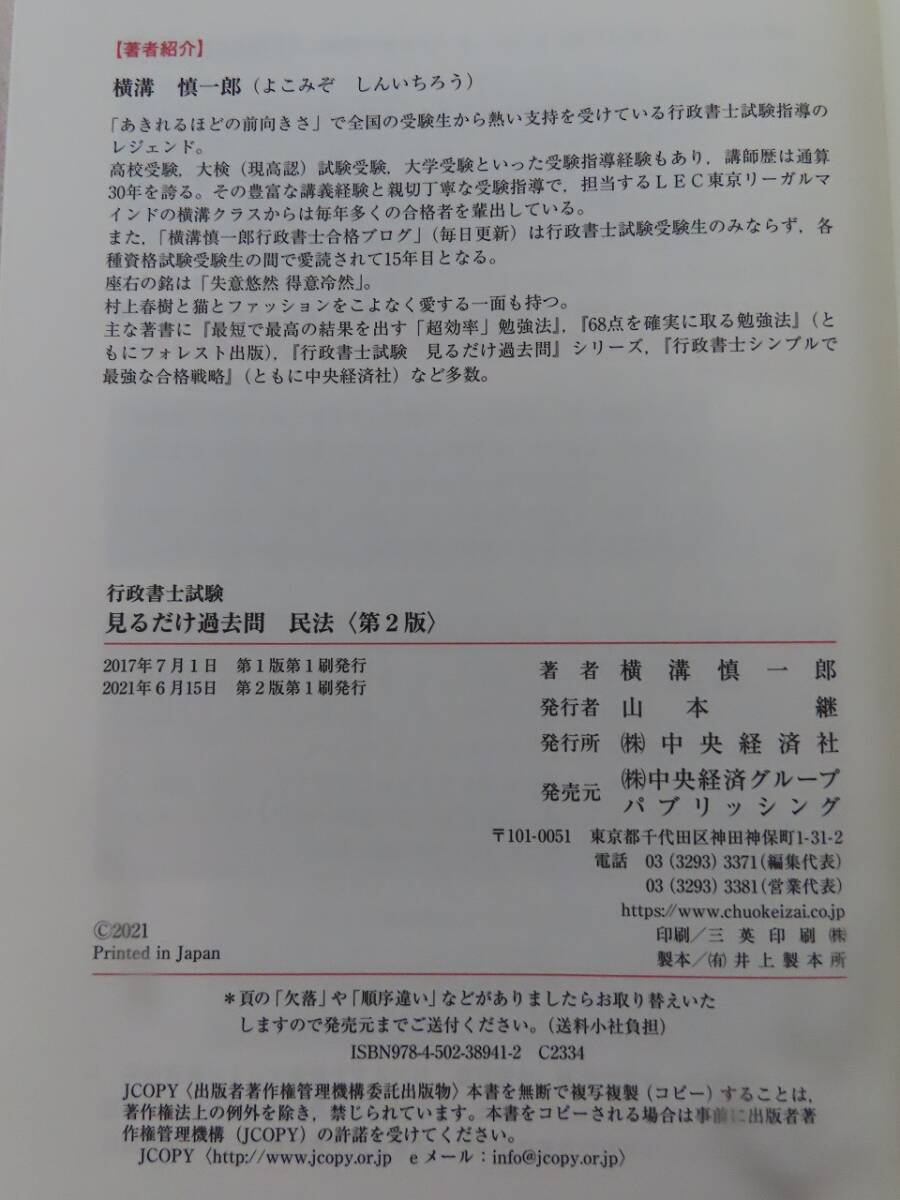 【著者紹介】
横溝　慎一郎（よこみぞ　しんいちろう）
「あきれるほどの前向きさ」で全国の受験生から熱い支持を受けている行政書士試験指導の
レジェンド。
高校受験，大検（現高認）試験受験，大学受験といった受験指導経験もあり，講師歴は通算
30年を誇る。その豊富な講義経験と親切丁寧な受験指導で，担当するＬＥＣ東京リーガルマ
インドの横溝クラスからは毎年多くの合格者を輩出している。
また，「横溝慎一郎行政書士合格ブログ」（毎日更新）は行政書士試験受験生のみならず，各
種資格試験受験生の間で愛読されて15年目となる。
座右の銘は「失意悠然 得意冷然」。
村上春樹と猫とファッションをこよなく愛する一面も持つ。
主な著書に『最短で最高の結果を出す「超効率」勉強法』，『68点を確実に取る勉強法』（と
もにフォレスト出版），『行政書士試験　見るだけ過去問』シリーズ，『行政書士シンプルで
最強な合格戦略』（ともに中央経済社）など多数。
行政書士試験
見るだけ過去問　民法〈第２版〉
2017年７月１日　第１版第１刷発行
2021年６月15日　第２版第１刷発行
著　者　横　溝　慎　一　郎
発行者　山　本　　　継
発行所　㈱　中　央　経　済　社
発売元　㈱中央経済グループ
パブリッシング
〒101-0051　東京都千代田区神田神保町1-31-2
電話　03 (3293) 3371（編集代表）
03 (3293) 3381（営業代表）
https://www.chuokeizai.co.jp
印刷／三　英　印　刷　㈱
製本／㈲　井　上　製　本　所
©2021
Printed in Japan
＊頁の「欠落」や「順序違い」などがありましたらお取り替えいた
しますので発売元までご送付ください。（送料小社負担）
ISBN978-4-502-38941-2　C2334
JCOPY〈出版者著作権管理機構委託出版物〉本書を無断で複写複製（コピー）することは，
著作権法上の例外を除き，禁じられています。本書をコピーされる場合は事前に出版者著
作権管理機構（JCOPY）の許諾を受けてください。
JCOPY〈http://www.jcopy.or.jp　ｅメール：info@jcopy.or.jp〉